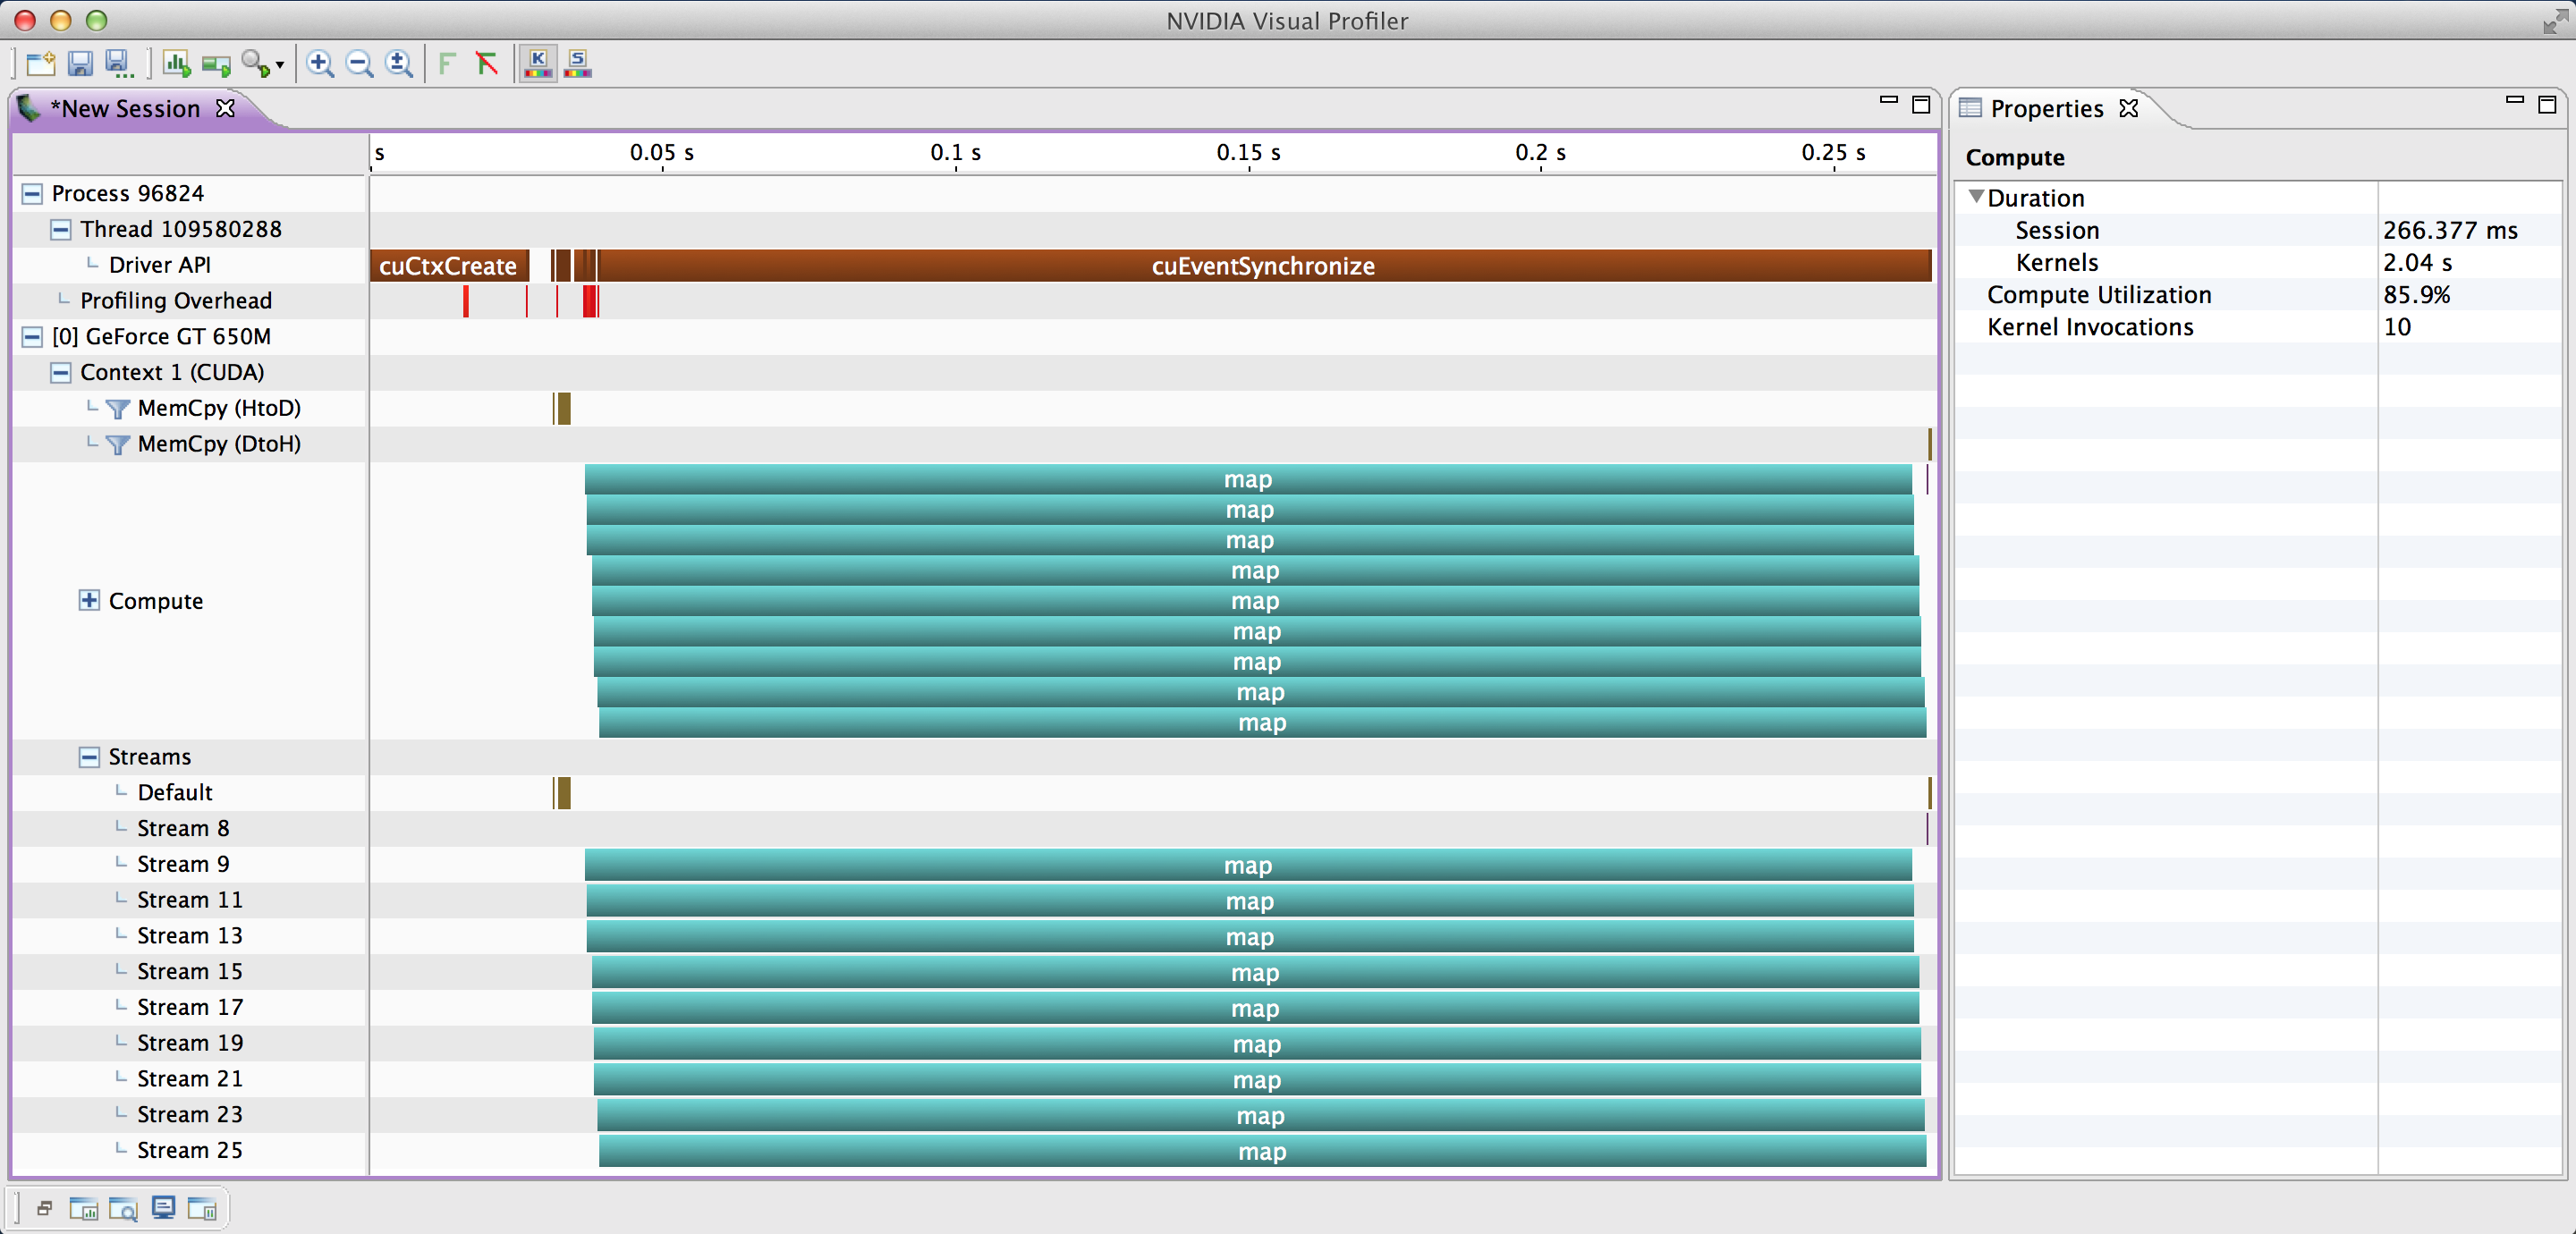 NVIDIA Visual Profiler
F F K S
*New Session
s 0.05 s 0.1 s 0.15 s 0.2 s 0.25 s
Process 96824
Thread 109580288
Driver API cuCtxCreate cuEventSynchronize
Profiling Overhead
[0] GeForce GT 650M
Context 1 (CUDA)
MemCpy (HtoD)
MemCpy (DtoH)
map
map
map
map
Compute map
map
map
map
map
Streams
Default
Stream 8
Stream 9 map
Stream 11 map
Stream 13 map
Stream 15 map
Stream 17 map
Stream 19 map
Stream 21 map
Stream 23 map
Stream 25 map
Properties
Compute
Duration
Session 266.377 ms
Kernels 2.04 s
Compute Utilization 85.9%
Kernel Invocations 10